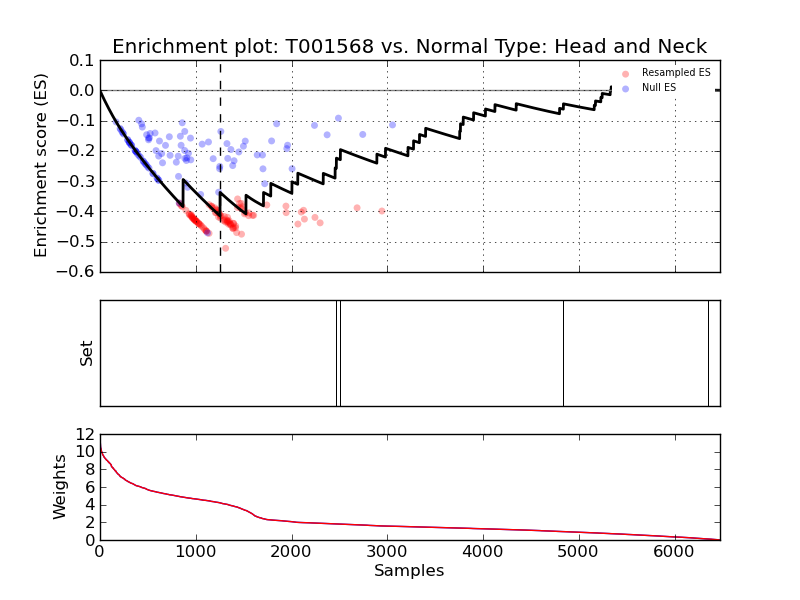 Enrichment plot: T001568 vs. Normal Type: Head and Neck
0.1
0.0
−0.1
−0.2
−0.3
−0.4
−0.5
−0.6
Enrichment score (ES)
Resampled ES
Null ES
Set
12
10
8
6
4
2
0
Weights
0 1000 2000 3000 4000 5000 6000
Samples